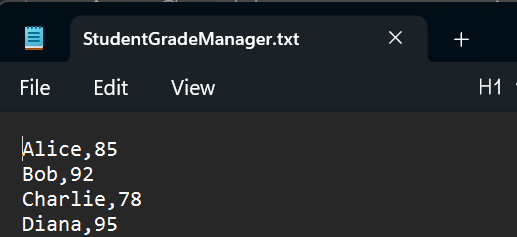 StudentGradeManager.txt
File Edit View H1
Alice,85
Bob,92
Charlie,78
Diana,95